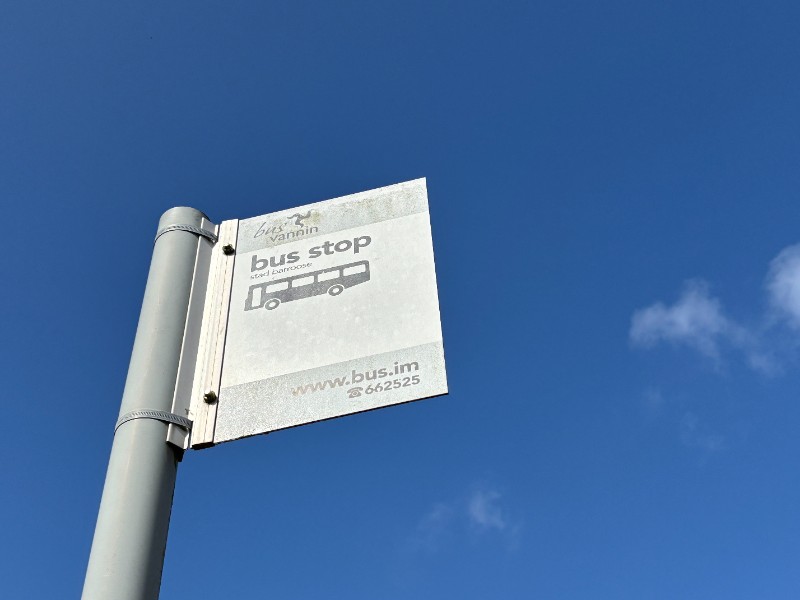 bus
vannin
bus stop
stad barroose
www.bus.im
☎662525